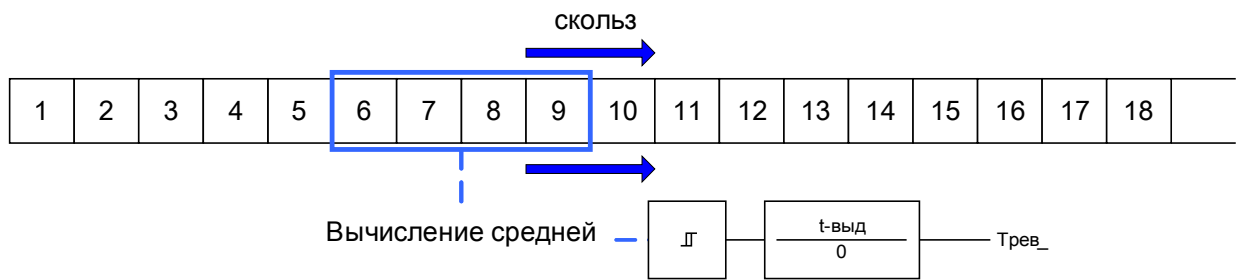 скольз
1 2 3 4 5 6 7 8 9 10 11 12 13 14 15 16 17 18
Вычисление средней
t-выд
0
Трев_